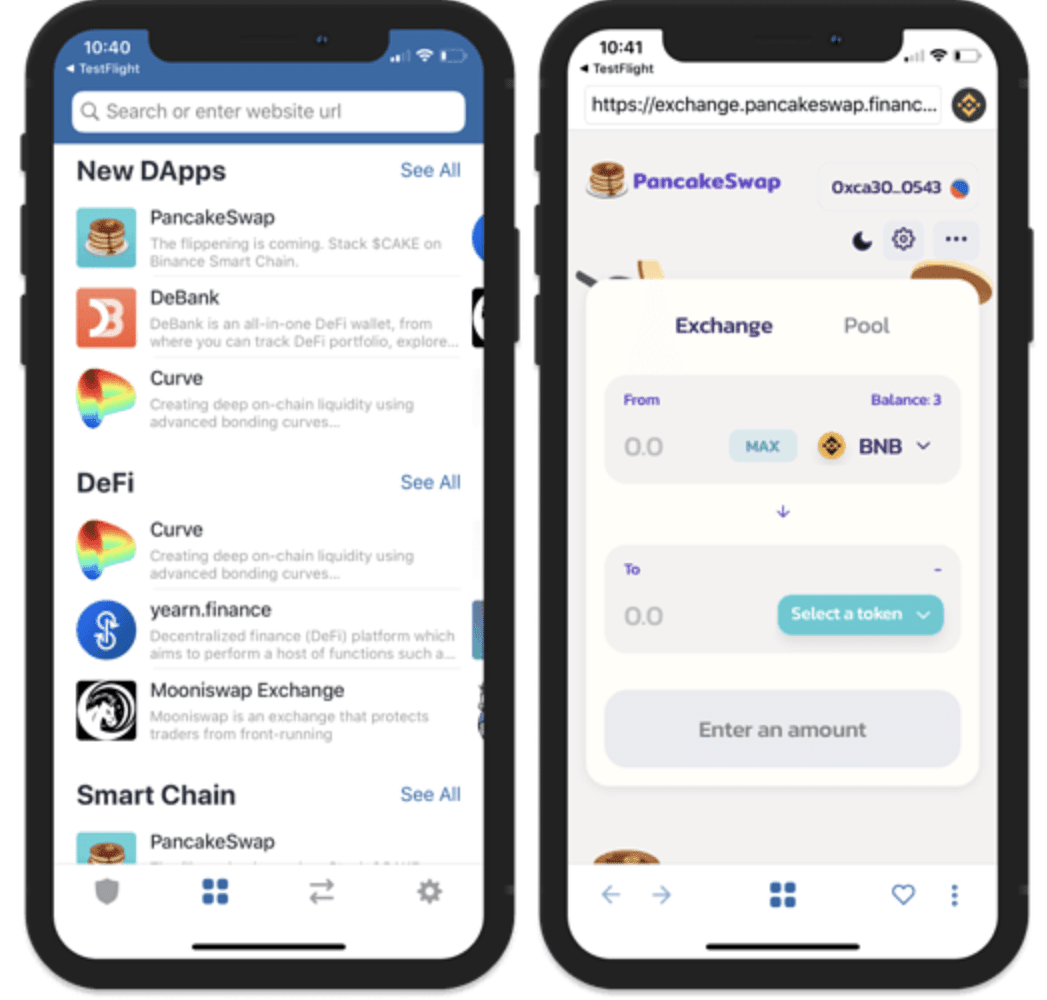 10:40
TestFlight
Search or enter website url
New DApps
See All
PancakeSwap
The flippening is coming. Stack $CAKE on
Binance Smart Chain.
DeBank
DeBank is an all-in-one DeFi wallet, from
where you can track DeFi portfolio, explore...
Curve
Creating deep on-chain liquidity using
advanced bonding curves...
DeFi
See All
Curve
Creating deep on-chain liquidity using
advanced bonding curves...
yearn.finance
Decentralized finance (DeFi) platform which
aims to perform a host of functions such a...
Mooniswap Exchange
Mooniswap is an exchange that protects
traders from front-running
Smart Chain
See All
PancakeSwap
10:41
TestFlight
https://exchange.pancakeswap.financ...
PancakeSwap
0xca30...0543
Exchange
Pool
From
Balance: 3
0.0
MAX
BNB
To
-
0.0
Select a token
Enter an amount